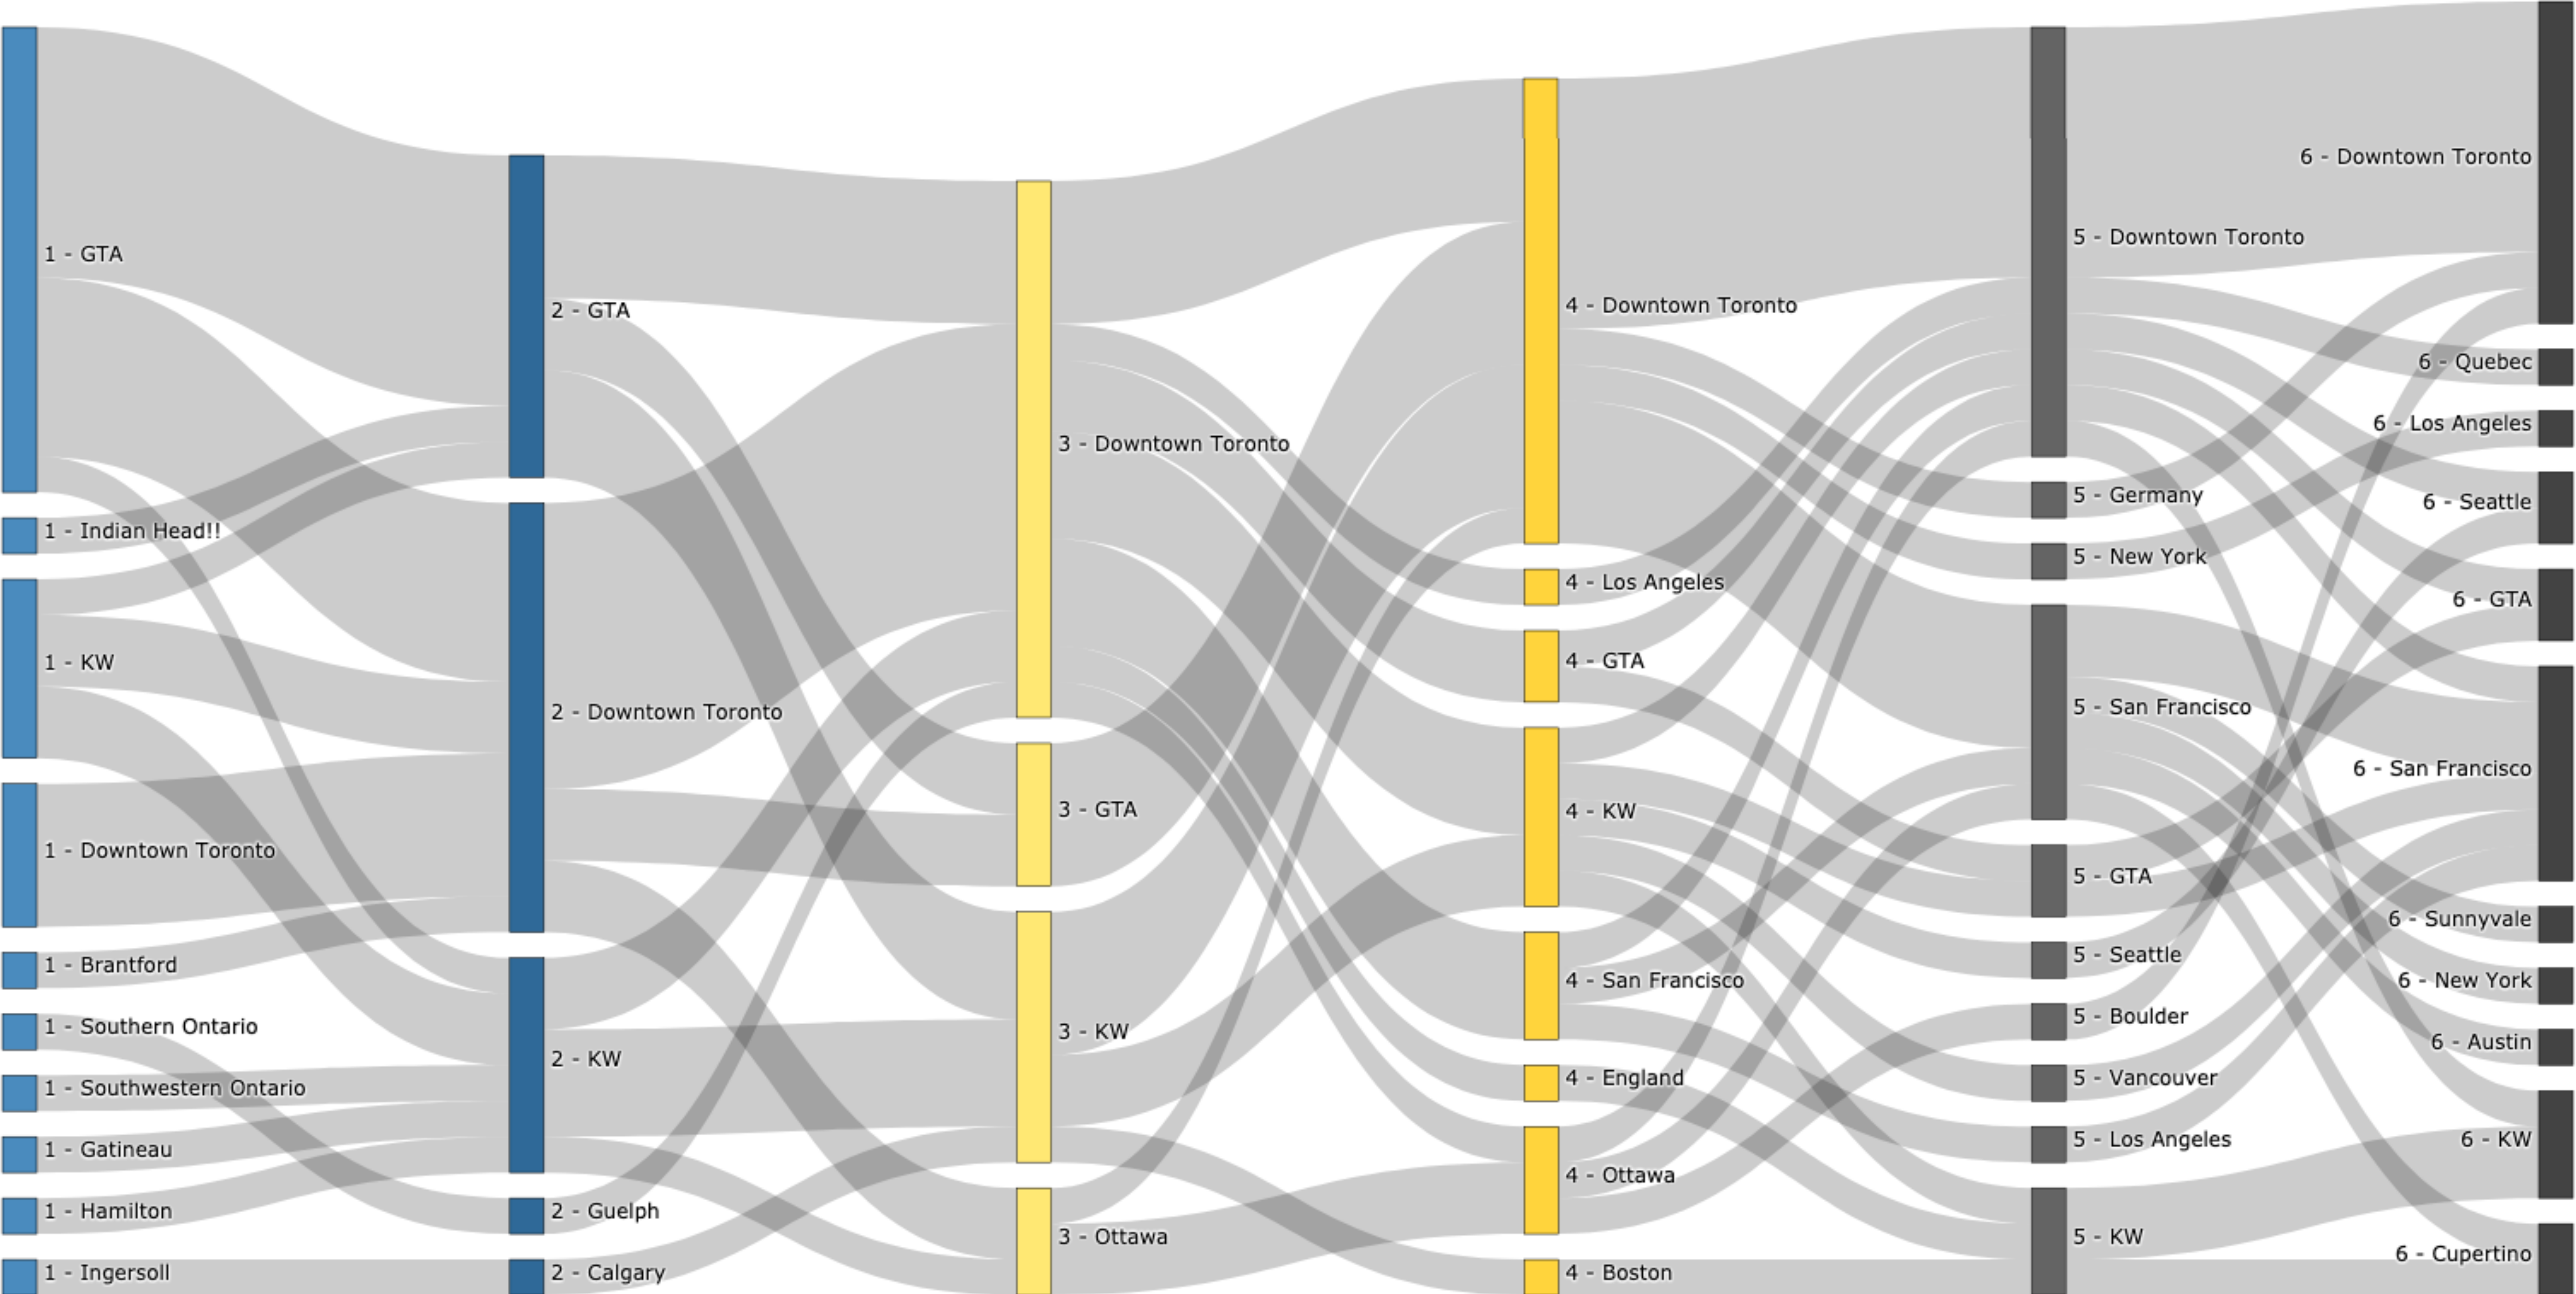 1 - GTA
1 - Indian Head!!
1 - KW
1 - Downtown Toronto
1 - Brantford
1 - Southern Ontario
1 - Southwestern Ontario
1 - Gatineau
1 - Hamilton
1 - Ingersoll
2 - GTA
2 - Downtown Toronto
2 - KW
2 - Guelph
2 - Calgary
3 - Downtown Toronto
3 - GTA
3 - KW
3 - Ottawa
4 - Downtown Toronto
4 - Los Angeles
4 - GTA
4 - KW
4 - San Francisco
4 - England
4 - Ottawa
4 - Boston
5 - Downtown Toronto
5 - Germany
5 - New York
5 - San Francisco
5 - GTA
5 - Seattle
5 - Boulder
5 - Vancouver
5 - Los Angeles
5 - KW
6 - Downtown Toronto
6 - Quebec
6 - Los Angeles
6 - Seattle
6 - GTA
6 - San Francisco
6 - Sunnyvale
6 - New York
6 - Austin
6 - KW
6 - Cupertino